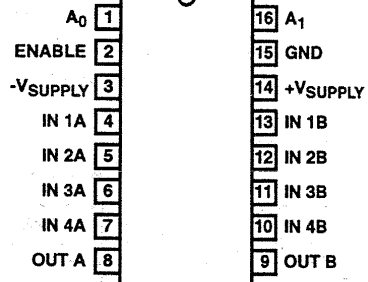 A0 1 16 A1
ENABLE 2 15 GND
-VSUPPLY 3 14 +VSUPPLY
IN 1A 4 13 IN 1B
IN 2A 5 12 IN 2B
IN 3A 6 11 IN 3B
IN 4A 7 10 IN 4B
OUT A 8 9 OUT B